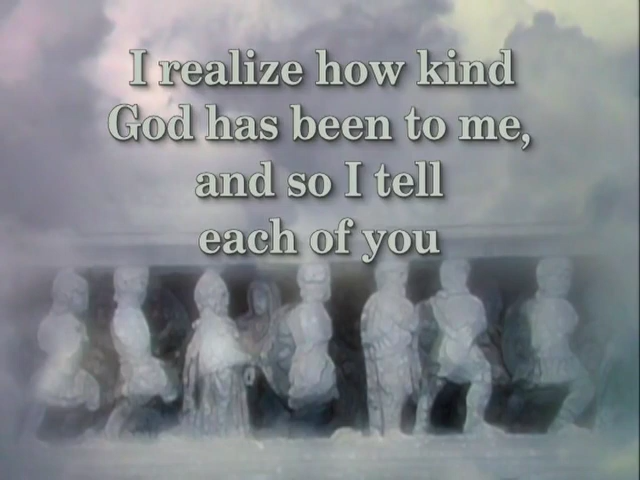 I realize how kind
God has been to me,
and so I tell
each of you